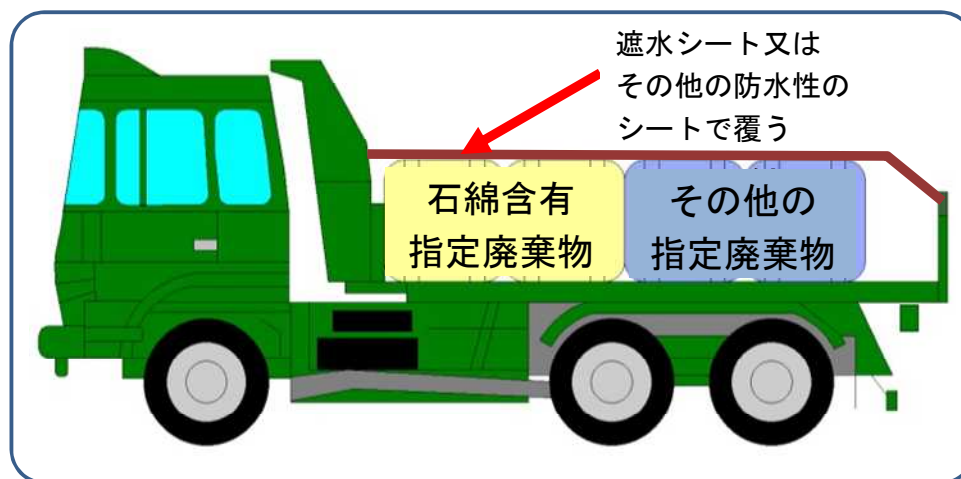 遮水シート又は
その他の防水性の
シートで覆う
石綿含有
指定廃棄物
その他の
指定廃棄物